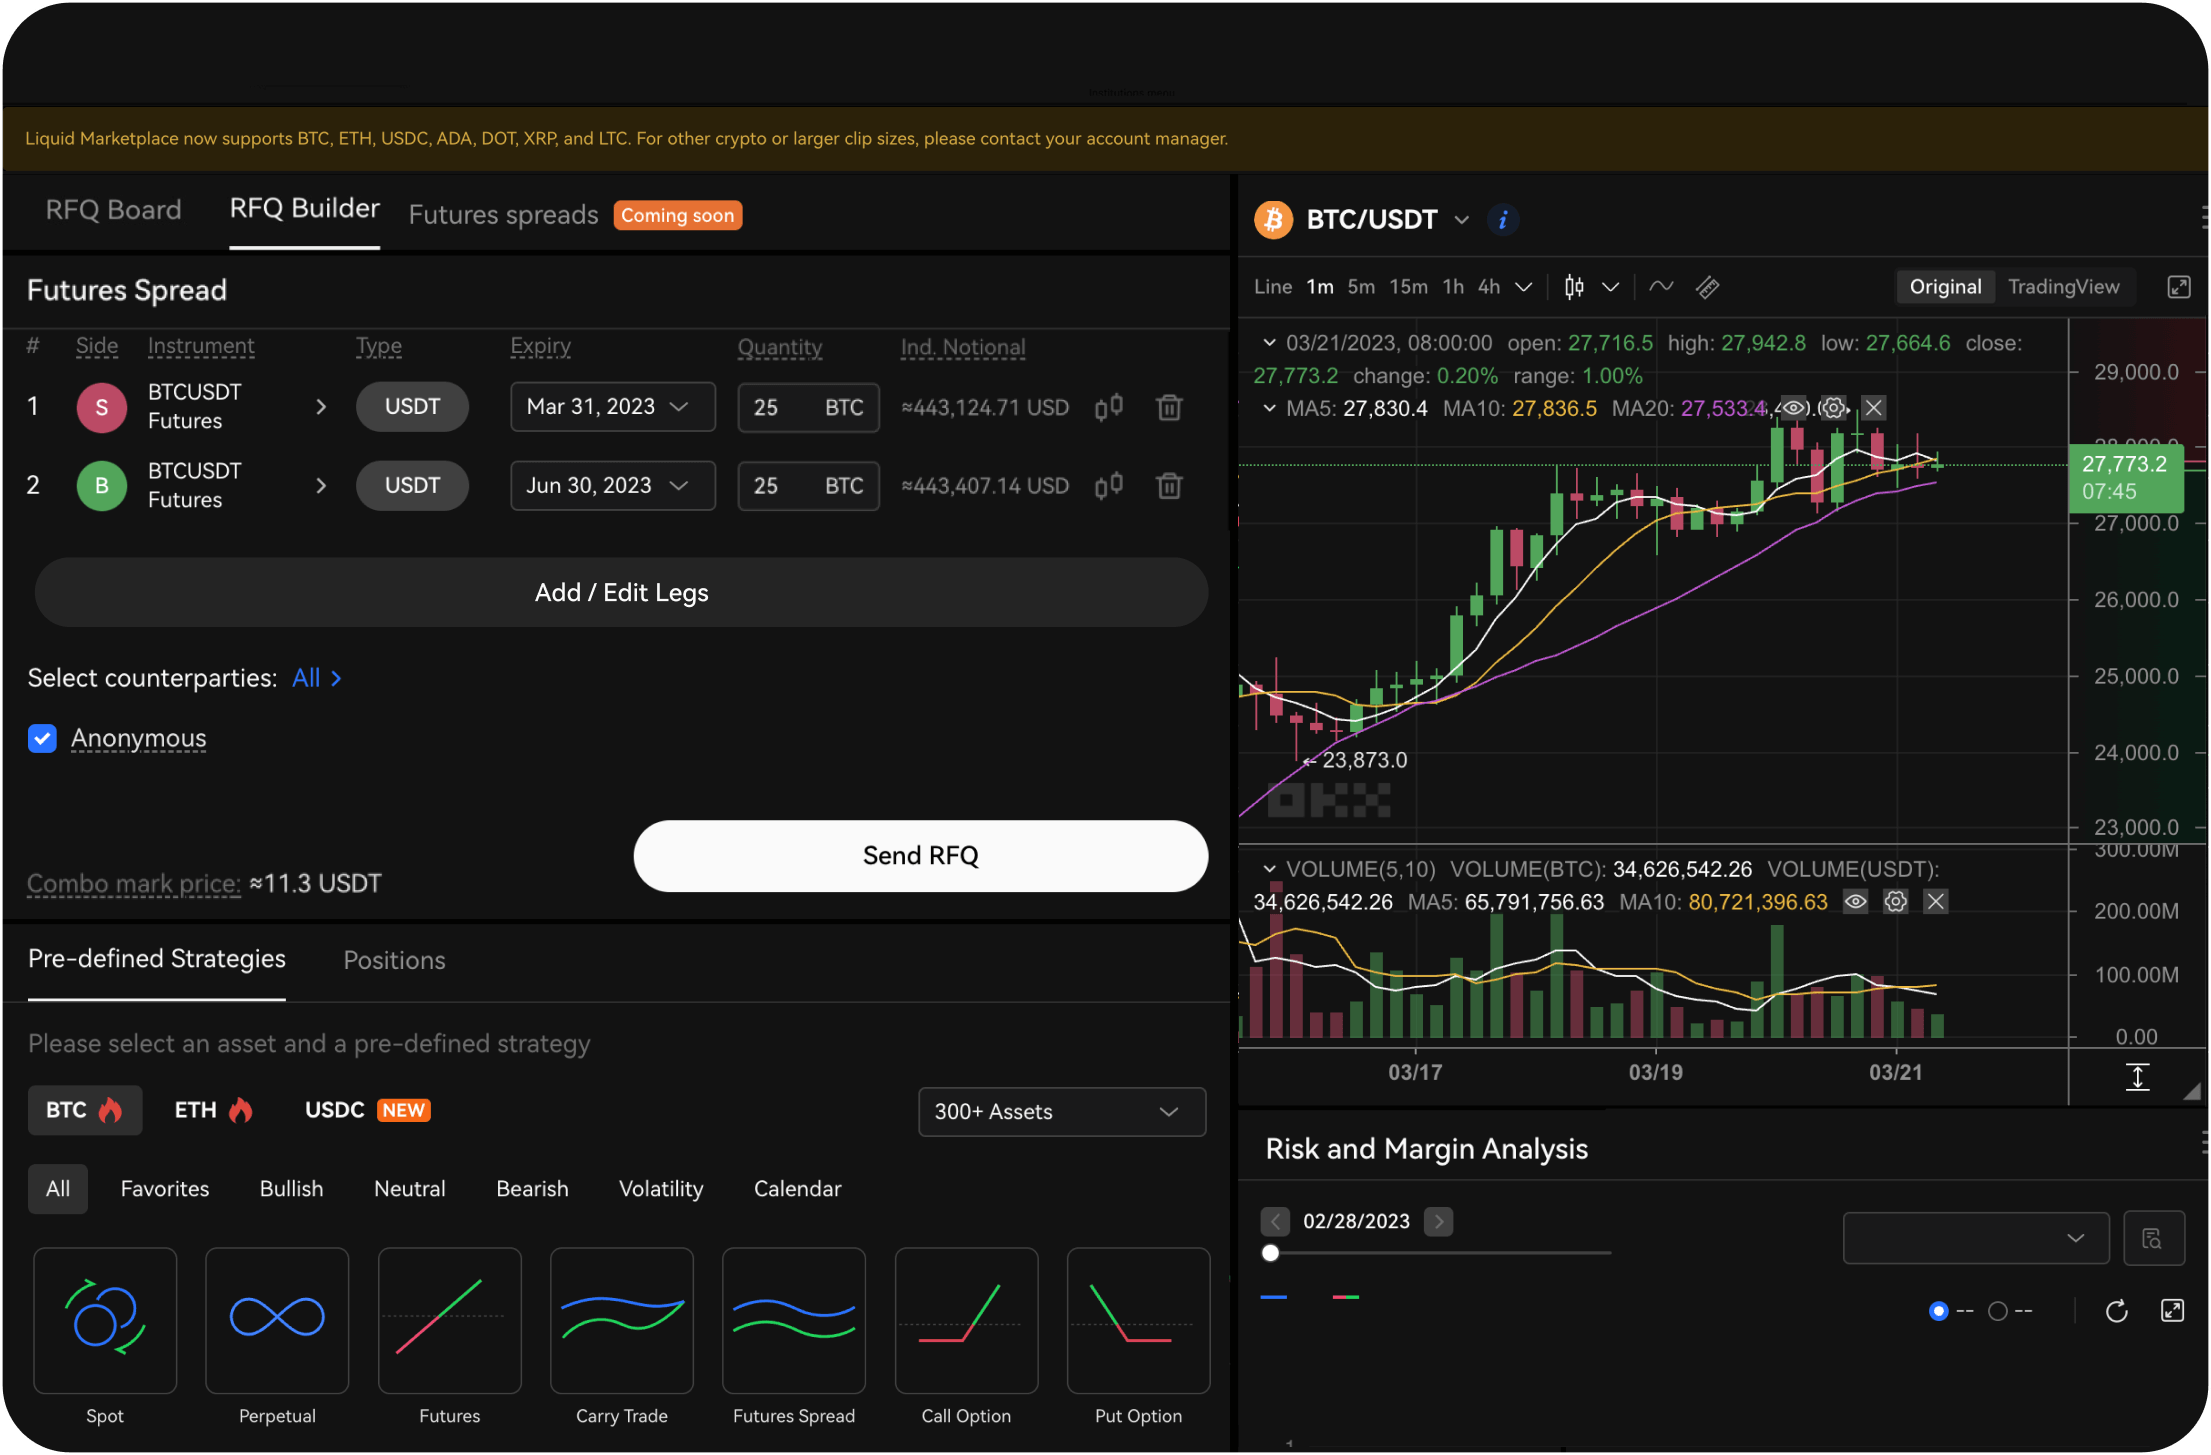 Institutions menu
Liquid Marketplace now supports BTC, ETH, USDC, ADA, DOT, XRP, and LTC. For other crypto or larger clip sizes, please contact your account manager.
RFQ Board RFQ Builder Futures spreads Coming soon
Futures Spread
# Side Instrument Type Expiry Quantity Ind. Notional
1 S BTCUSDT Futures USDT Mar 31, 2023 25 BTC ≈443,124.71 USD
2 B BTCUSDT Futures USDT Jun 30, 2023 25 BTC ≈443,407.14 USD
Add / Edit Legs
Select counterparties: All >
Anonymous
Send RFQ
Combo mark price: ≈11.3 USDT
Pre-defined Strategies Positions
Please select an asset and a pre-defined strategy
BTC ETH USDC NEW 300+ Assets
All Favorites Bullish Neutral Bearish Volatility Calendar
Spot Perpetual Futures Carry Trade Futures Spread Call Option Put Option
BTC/USDT i
Line 1m 5m 15m 1h 4h Original TradingView
03/21/2023, 08:00:00 open: 27,716.5 high: 27,942.8 low: 27,664.6 close:
27,773.2 change: 0.20% range: 1.00%
MA5: 27,830.4 MA10: 27,836.5 MA20: 27,533.4
29,000.0
28,000.0
27,773.2
07:45
27,000.0
26,000.0
25,000.0
24,000.0
23,000.0
←23,873.0
OKX
300.00M
VOLUME(5,10) VOLUME(BTC): 34,626,542.26 VOLUME(USDT):
34,626,542.26 MA5: 65,791,756.63 MA10: 80,721,396.63
200.00M
100.00M
0.00
03/17 03/19 03/21
Risk and Margin Analysis
02/28/2023
-- --